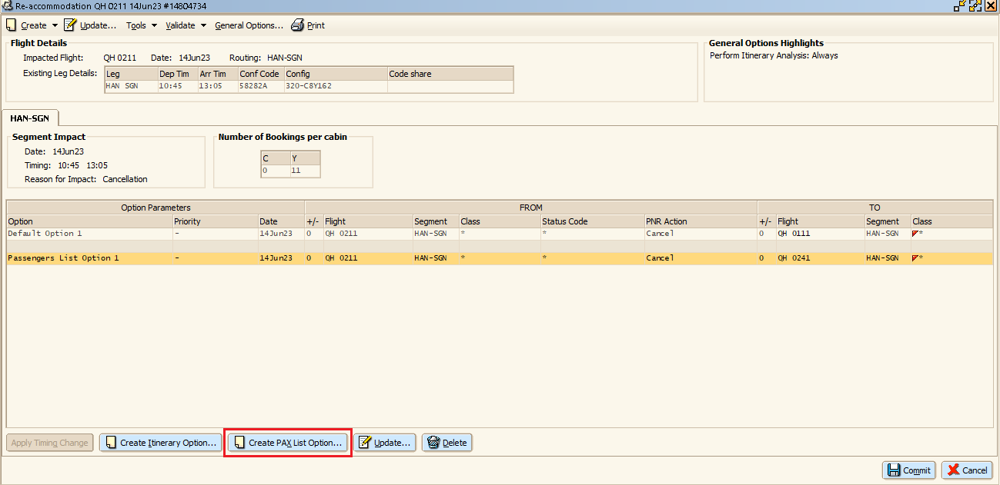 Re-accommodation QH 0211 14Jun23 #14804734
Create Update... Tools Validate General Options... Print
Flight Details
Impacted Flight: QH 0211 Date: 14Jun23 Routing: HAN-SGN
Existing Leg Details:
Leg Dep Tim Arr Tim Conf Code Config Code share
HAN SGN 10:45 13:05 58282A 320-C8Y162
General Options Highlights
Perform Itinerary Analysis: Always
HAN-SGN
Segment Impact
Date: 14Jun23
Timing: 10:45 13:05
Reason for Impact: Cancellation
Number of Bookings per cabin
C Y
0 11
Option Parameters FROM TO
Option Priority Date +/- Flight Segment Class Status Code PNR Action +/- Flight Segment Class
Default Option 1 - 14Jun23 0 QH 0211 HAN-SGN * * Cancel 0 QH 0111 HAN-SGN *
Passengers List Option 1 - 14Jun23 0 QH 0211 HAN-SGN * * Cancel 0 QH 0241 HAN-SGN *
Apply Timing Change Create Itinerary Option... Create PAX List Option... Update... Delete
Commit Cancel